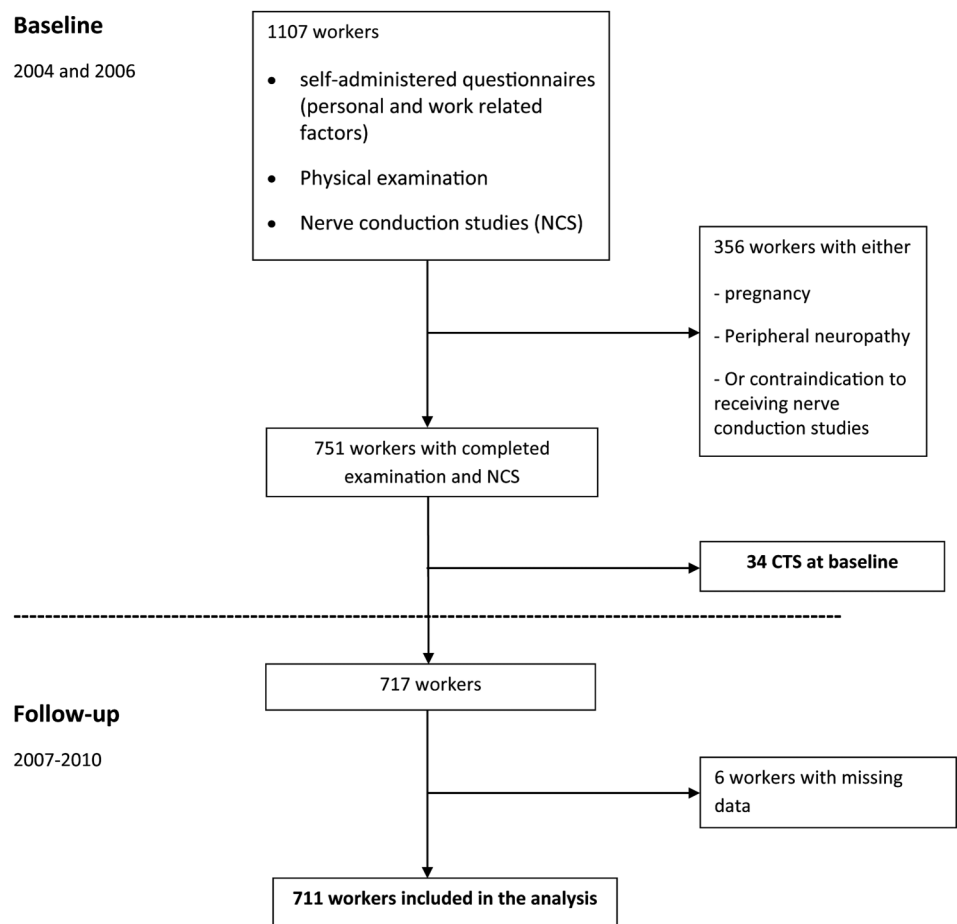 Baseline
2004 and 2006
1107 workers
• self-administered questionnaires
(personal and work related
factors)
• Physical examination
• Nerve conduction studies (NCS)
356 workers with either
- pregnancy
- Peripheral neuropathy
- Or contraindication to
receiving nerve
conduction studies
751 workers with completed
examination and NCS
34 CTS at baseline
717 workers
Follow-up
2007-2010
6 workers with missing
data
711 workers included in the analysis